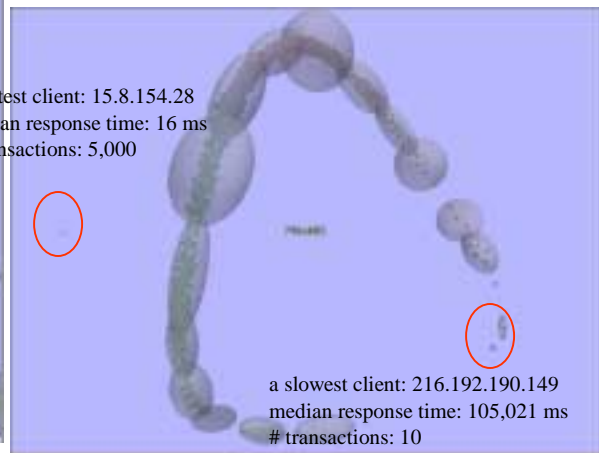 test client: 15.8.154.28
an response time: 16 ms
nsactions: 5,000
a slowest client: 216.192.190.149
median response time: 105,021 ms
# transactions: 10